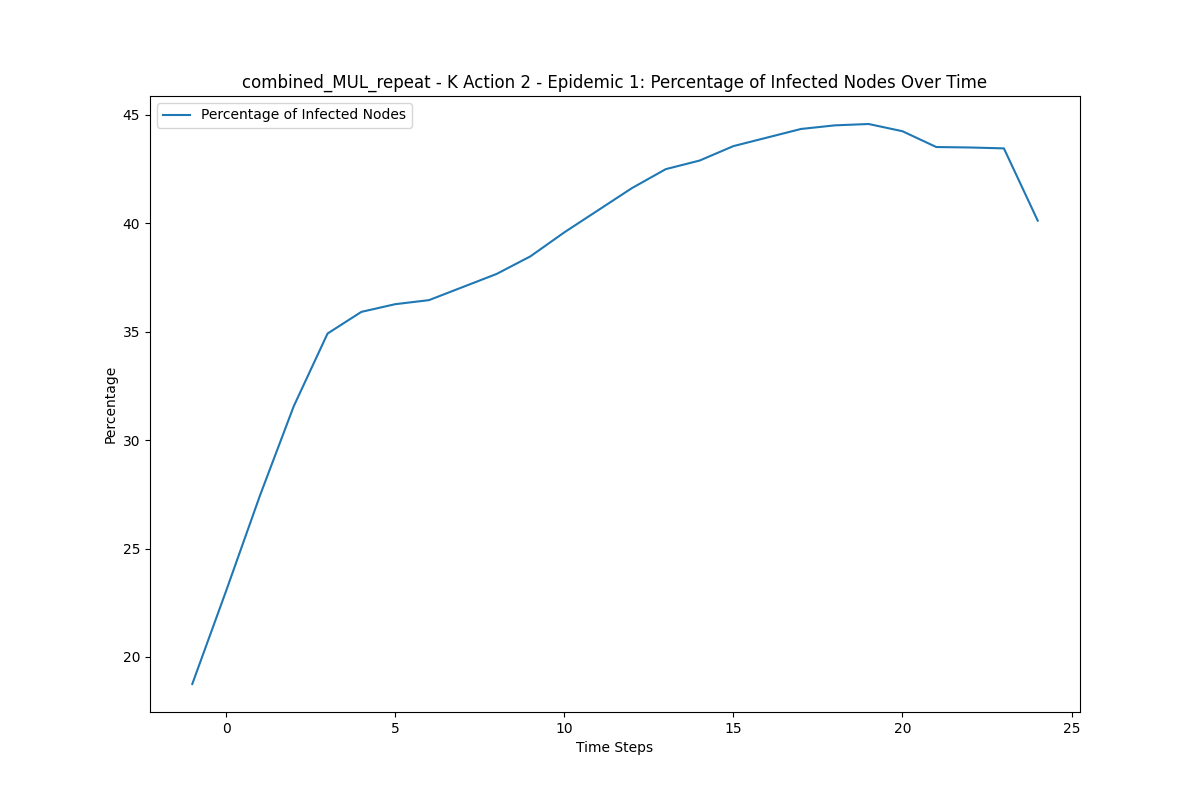 combined_MUL_repeat - K Action 2 - Epidemic 1: Percentage of Infected Nodes Over Time
Percentage of Infected Nodes
45
40
35
30
25
20
Percentage
0 5 10 15 20 25
Time Steps